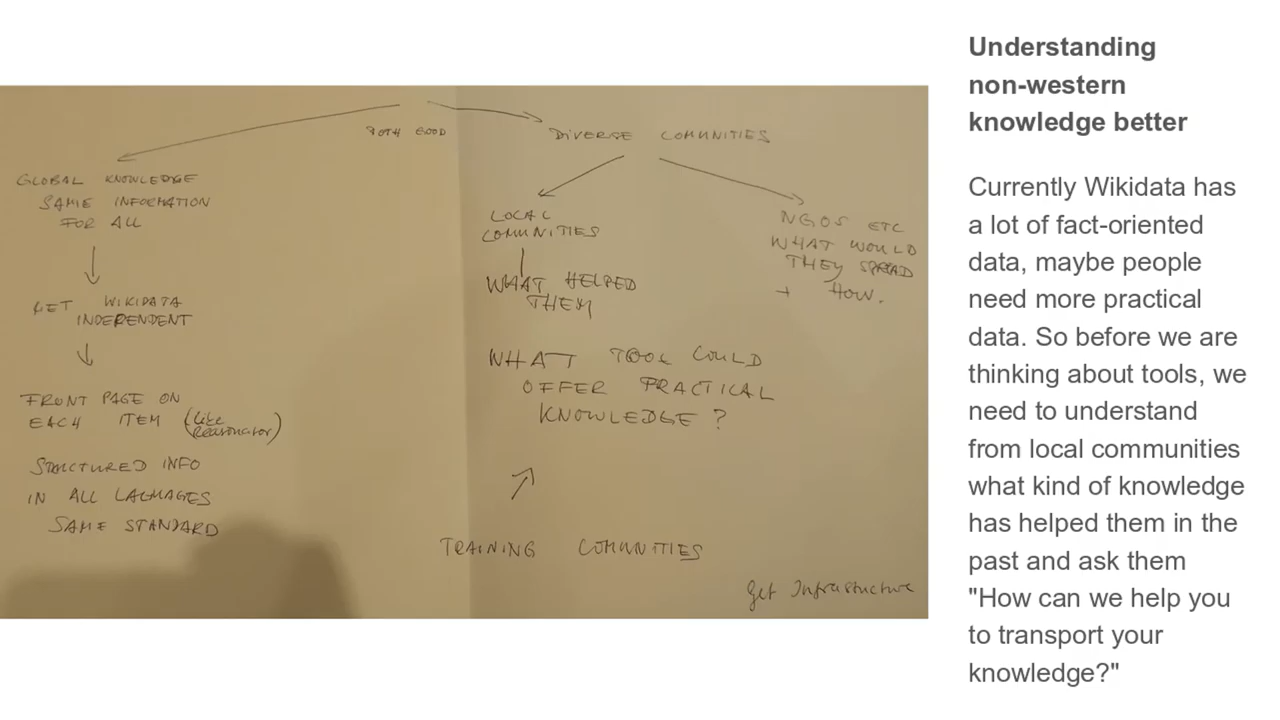 BOTH GOOD
GLOBAL KNOWLEDGE
SAME INFORMATION
FOR ALL
GET WIKIDATA
INDEPENDENT
FRONT PAGE ON
EACH ITEM (like
Reasonator)
STRUCTURED INFO
IN ALL LAGUAGES
SAME STANDARD
DIVERSE COMUNITIES
LOCAL
COMUNITIES
WHAT HELPED
THEM
NGOS ETC
WHAT WOULD
THEY SPREAD
+ HOW.
WHAT TOOL COULD
OFFER PRACTICAL
KNOWLEDGE?
TRAINING COMUNITIES
Get Infrastructure
Understanding
non-western
knowledge better
Currently Wikidata has
a lot of fact-oriented
data, maybe people
need more practical
data. So before we are
thinking about tools, we
need to understand
from local communities
what kind of knowledge
has helped them in the
past and ask them
"How can we help you
to transport your
knowledge?"